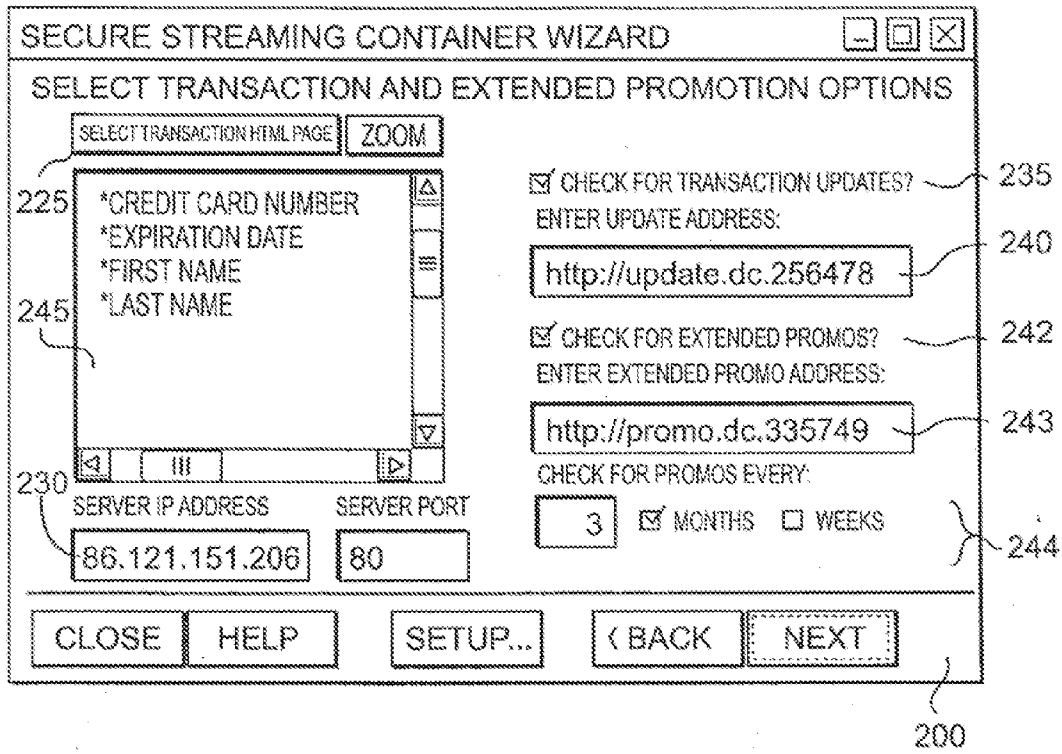 SECURE STREAMING CONTAINER WIZARD
SELECT TRANSACTION AND EXTENDED PROMOTION OPTIONS
SELECT TRANSACTION HTML PAGE ZOOM
225
*CREDIT CARD NUMBER
*EXPIRATION DATE
*FIRST NAME
*LAST NAME
245
230
SERVER IP ADDRESS SERVER PORT
86.121.151.206 80
CHECK FOR TRANSACTION UPDATES? 235
ENTER UPDATE ADDRESS:
http://update.dc.256478 240
CHECK FOR EXTENDED PROMOS? 242
ENTER EXTENDED PROMO ADDRESS:
http://promo.dc.335749 243
CHECK FOR PROMOS EVERY:
3 MONTHS WEEKS 244
CLOSE HELP SETUP... < BACK NEXT
200